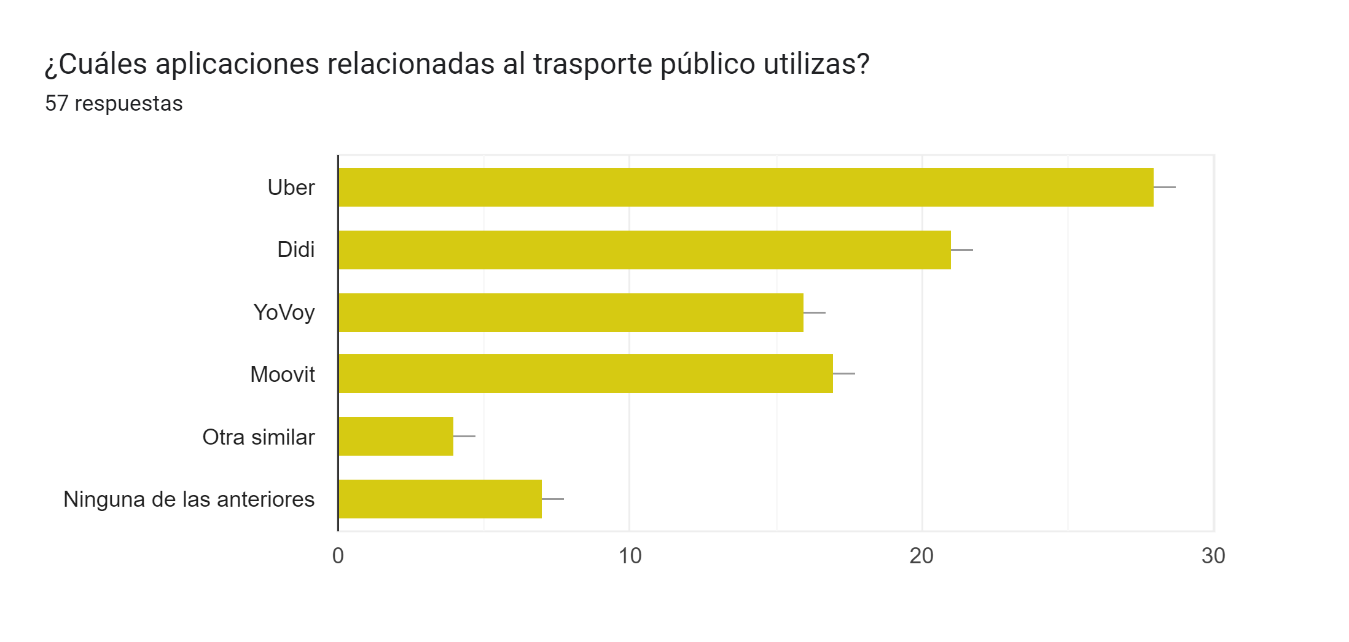 ¿Cuáles aplicaciones relacionadas al trasporte público utilizas?
57 respuestas
Uber
Didi
YoVoy
Moovit
Otra similar
Ninguna de las anteriores
0 10 20 30